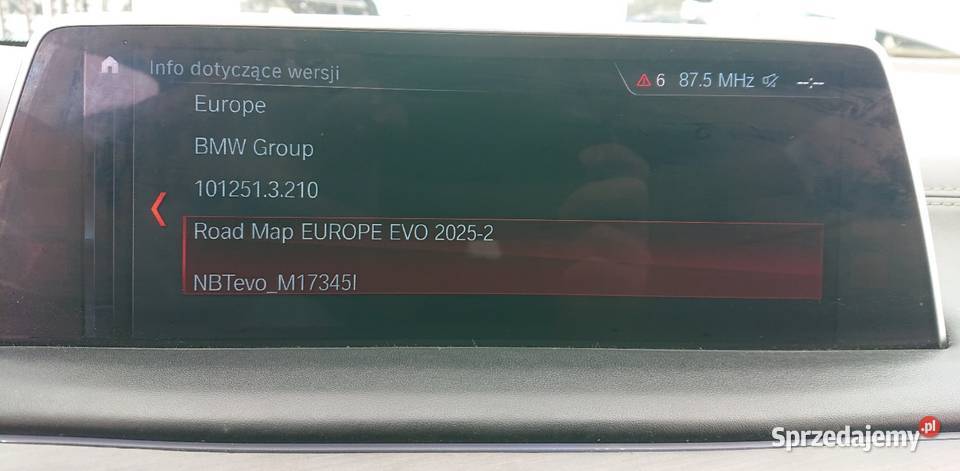 Info dotyczące wersji
6 87.5 MHz --:--
Europe
BMW Group
101251.3.210
Road Map EUROPE EVO 2025-2
NBTevo_M17345I
Sprzedajemy.pl